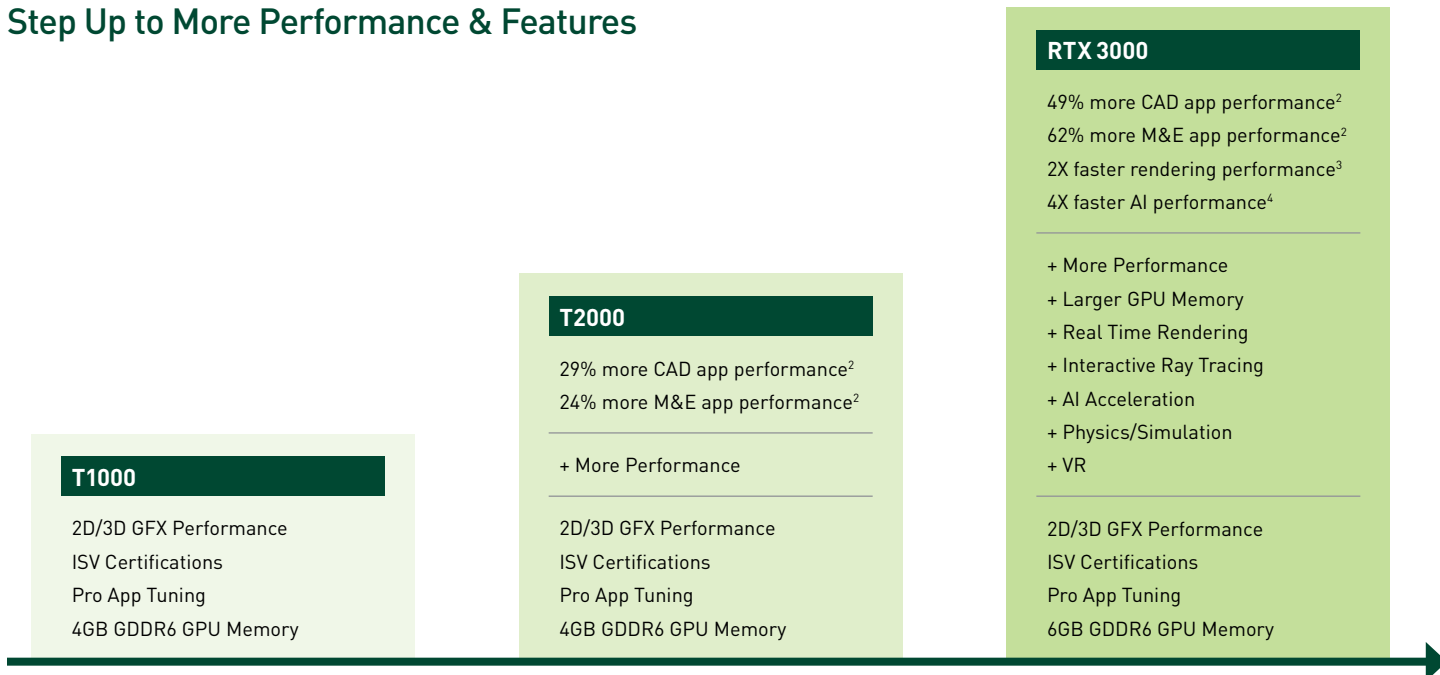 Step Up to More Performance & Features
T1000
2D/3D GFX Performance
ISV Certifications
Pro App Tuning
4GB GDDR6 GPU Memory
T2000
29% more CAD app performance²
24% more M&E app performance²
+ More Performance
2D/3D GFX Performance
ISV Certifications
Pro App Tuning
4GB GDDR6 GPU Memory
RTX 3000
49% more CAD app performance²
62% more M&E app performance²
2X faster rendering performance³
4X faster AI performance⁴
+ More Performance
+ Larger GPU Memory
+ Real Time Rendering
+ Interactive Ray Tracing
+ AI Acceleration
+ Physics/Simulation
+ VR
2D/3D GFX Performance
ISV Certifications
Pro App Tuning
6GB GDDR6 GPU Memory